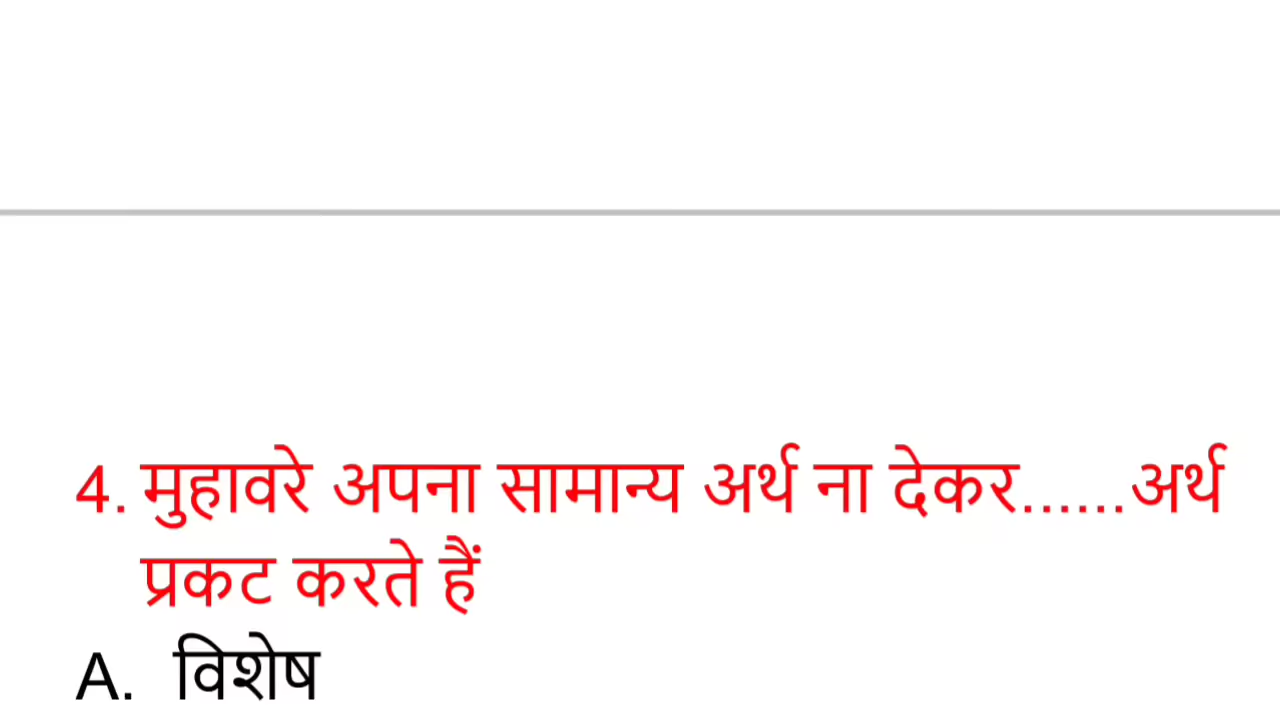 4. मुहावरे अपना सामान्य अर्थ ना देकर......अर्थ
प्रकट करते हैं
A. विशेष